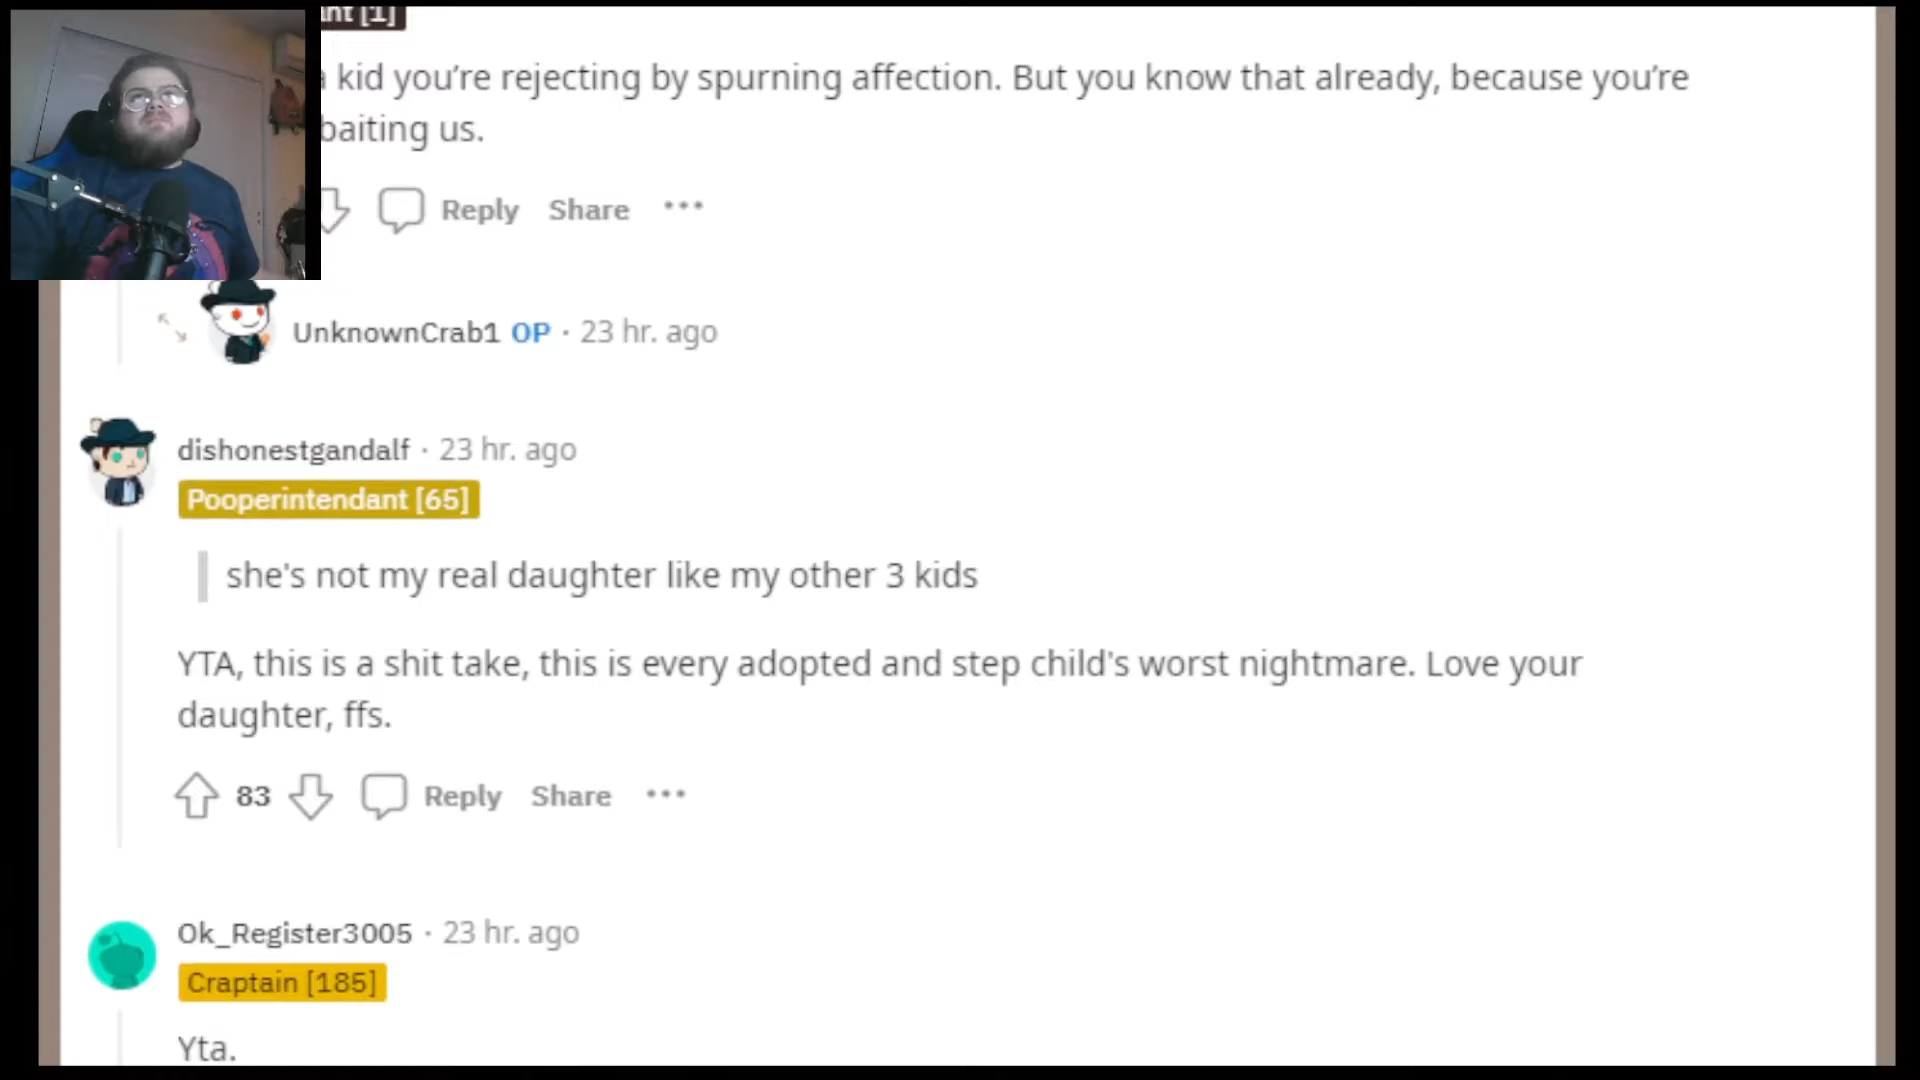 nt [1]
kid you’re rejecting by spurning affection. But you know that already, because you’re
baiting us.
Reply Share ···
UnknownCrab1 OP · 23 hr. ago
dishonestgandalf · 23 hr. ago
Pooperintendant [65]
she's not my real daughter like my other 3 kids
YTA, this is a shit take, this is every adopted and step child's worst nightmare. Love your
daughter, ffs.
83 Reply Share ···
Ok_Register3005 · 23 hr. ago
Craptain [185]
Yta.